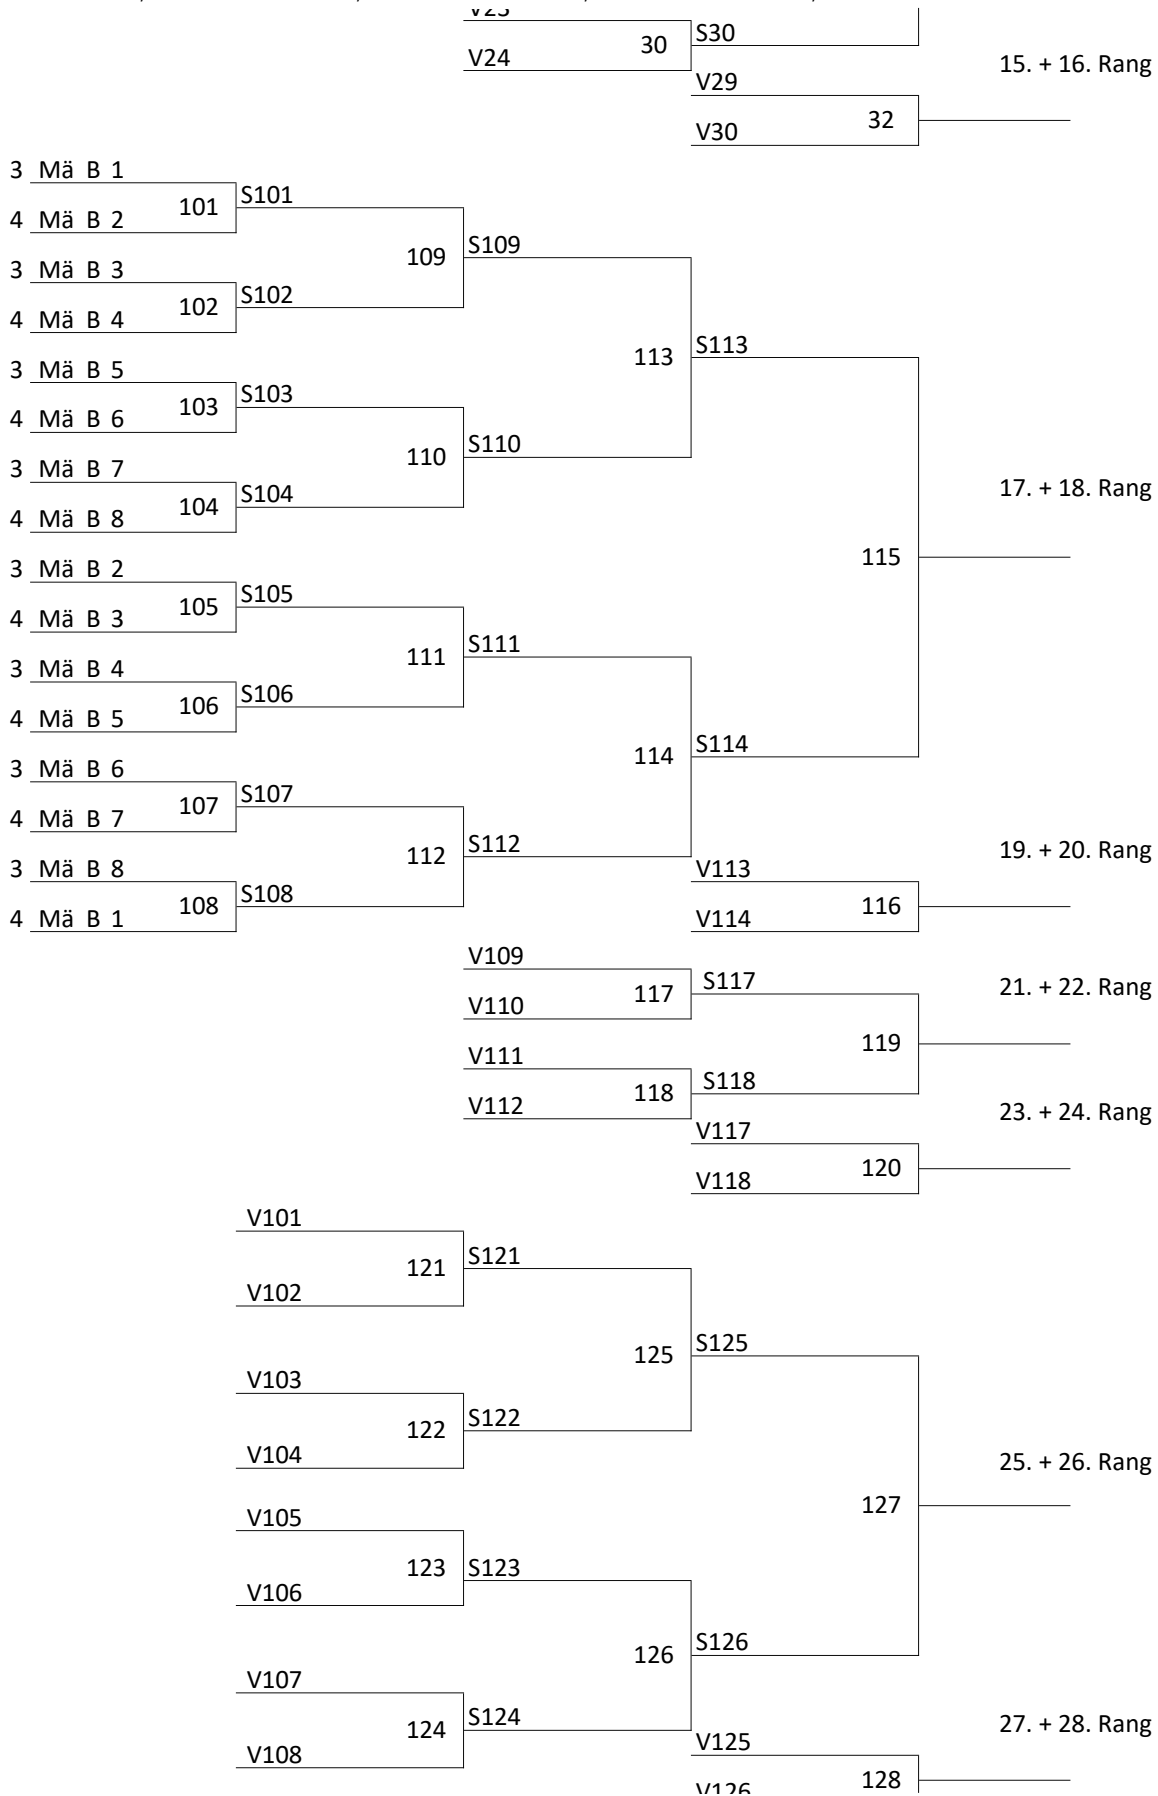 S30
30
V24
15. + 16. Rang
V29
32
V30
3 Mä B 1
S101
101
4 Mä B 2
S109
109
3 Mä B 3
S102
102
4 Mä B 4
S113
113
3 Mä B 5
S103
103
4 Mä B 6
S110
110
3 Mä B 7
S104
17. + 18. Rang
104
4 Mä B 8
115
3 Mä B 2
S105
105
4 Mä B 3
S111
111
3 Mä B 4
S106
106
4 Mä B 5
S114
114
3 Mä B 6
S107
107
4 Mä B 7
S112
19. + 20. Rang
112
3 Mä B 8
V113
S108
108
116
4 Mä B 1
V114
V109
S117
21. + 22. Rang
117
V110
119
V111
S118
118
V112
23. + 24. Rang
V117
120
V118
V101
S121
121
V102
S125
125
V103
S122
122
V104
25. + 26. Rang
127
V105
S123
123
V106
S126
126
V107
S124
27. + 28. Rang
124
V125
V108
128